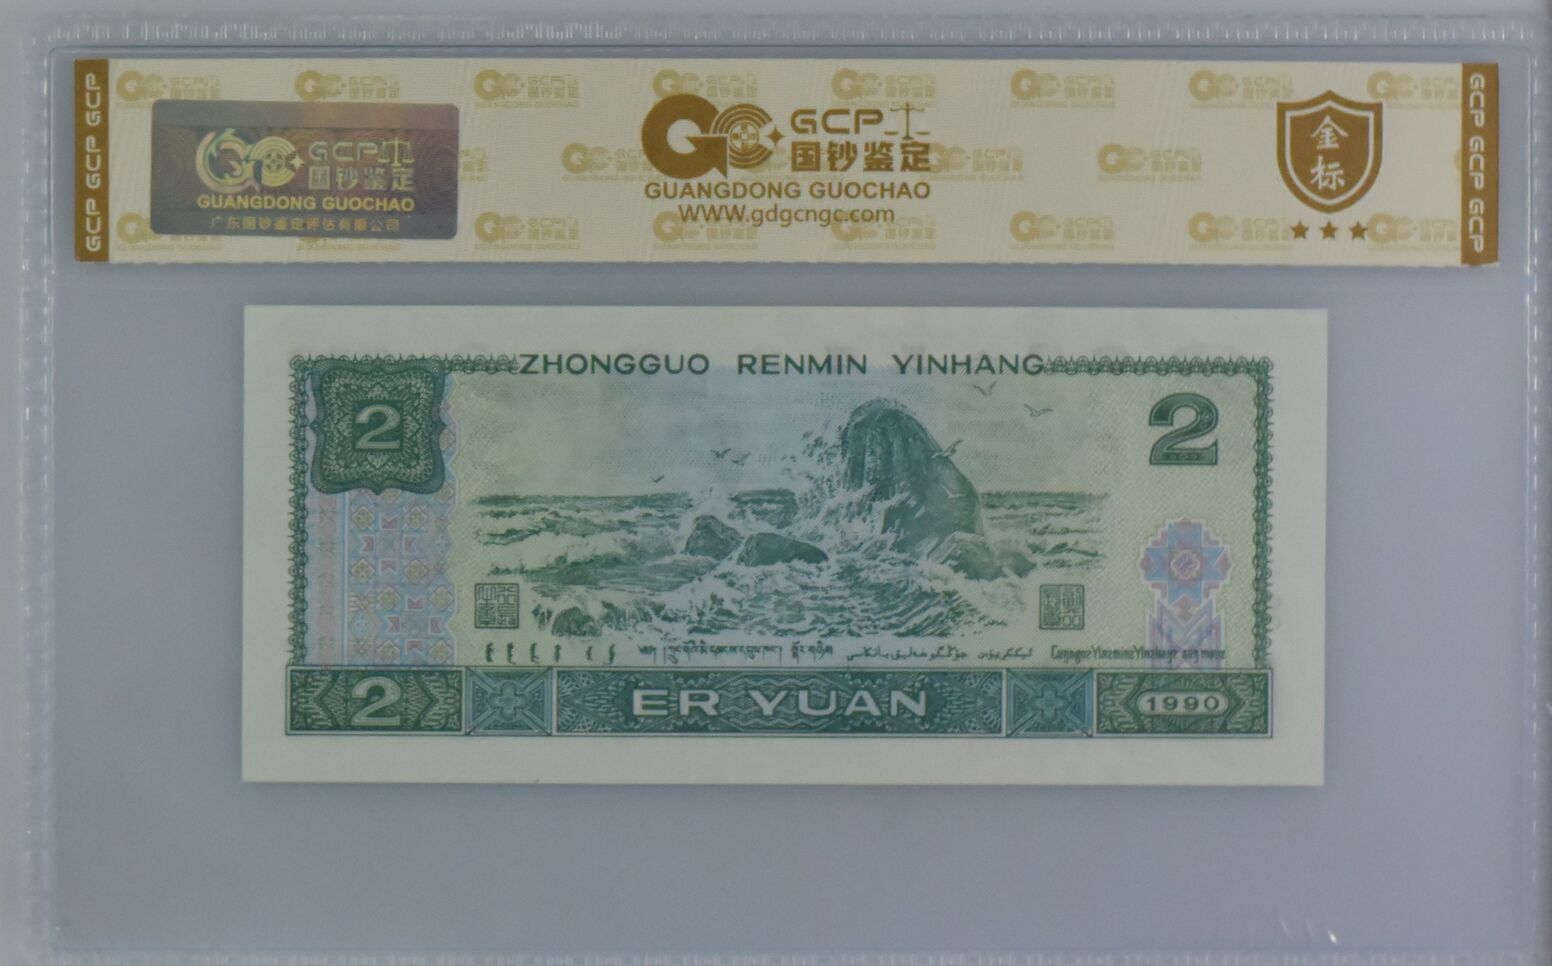 GCP GCP GCP
GCP
国钞鉴定
GUANGDONG GUOCHAO
广东国钞鉴定评估有限公司
GCP
国钞鉴定
GUANGDONG GUOCHAO
WWW.gdgcngc.com
金标
GCP GCP GCP
ZHONGGUO RENMIN YINHANG
2
2
2
ER YUAN
1990